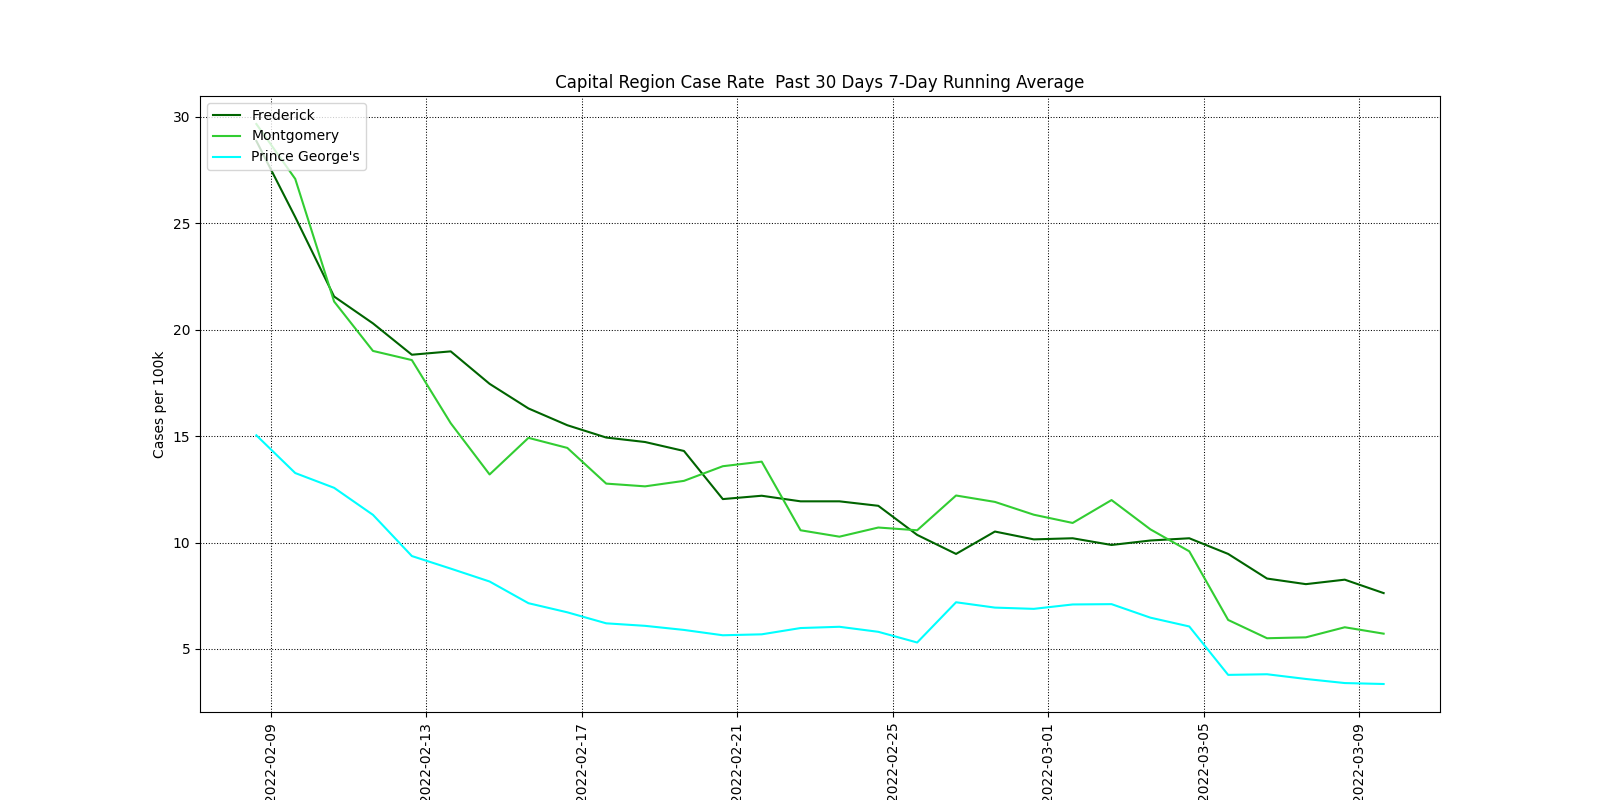 Capital Region Case Rate  Past 30 Days 7-Day Running Average
Frederick
Montgomery
Prince George's
Cases per 100k
30
25
20
15
10
5
2022-02-09
2022-02-13
2022-02-17
2022-02-21
2022-02-25
2022-03-01
2022-03-05
2022-03-09